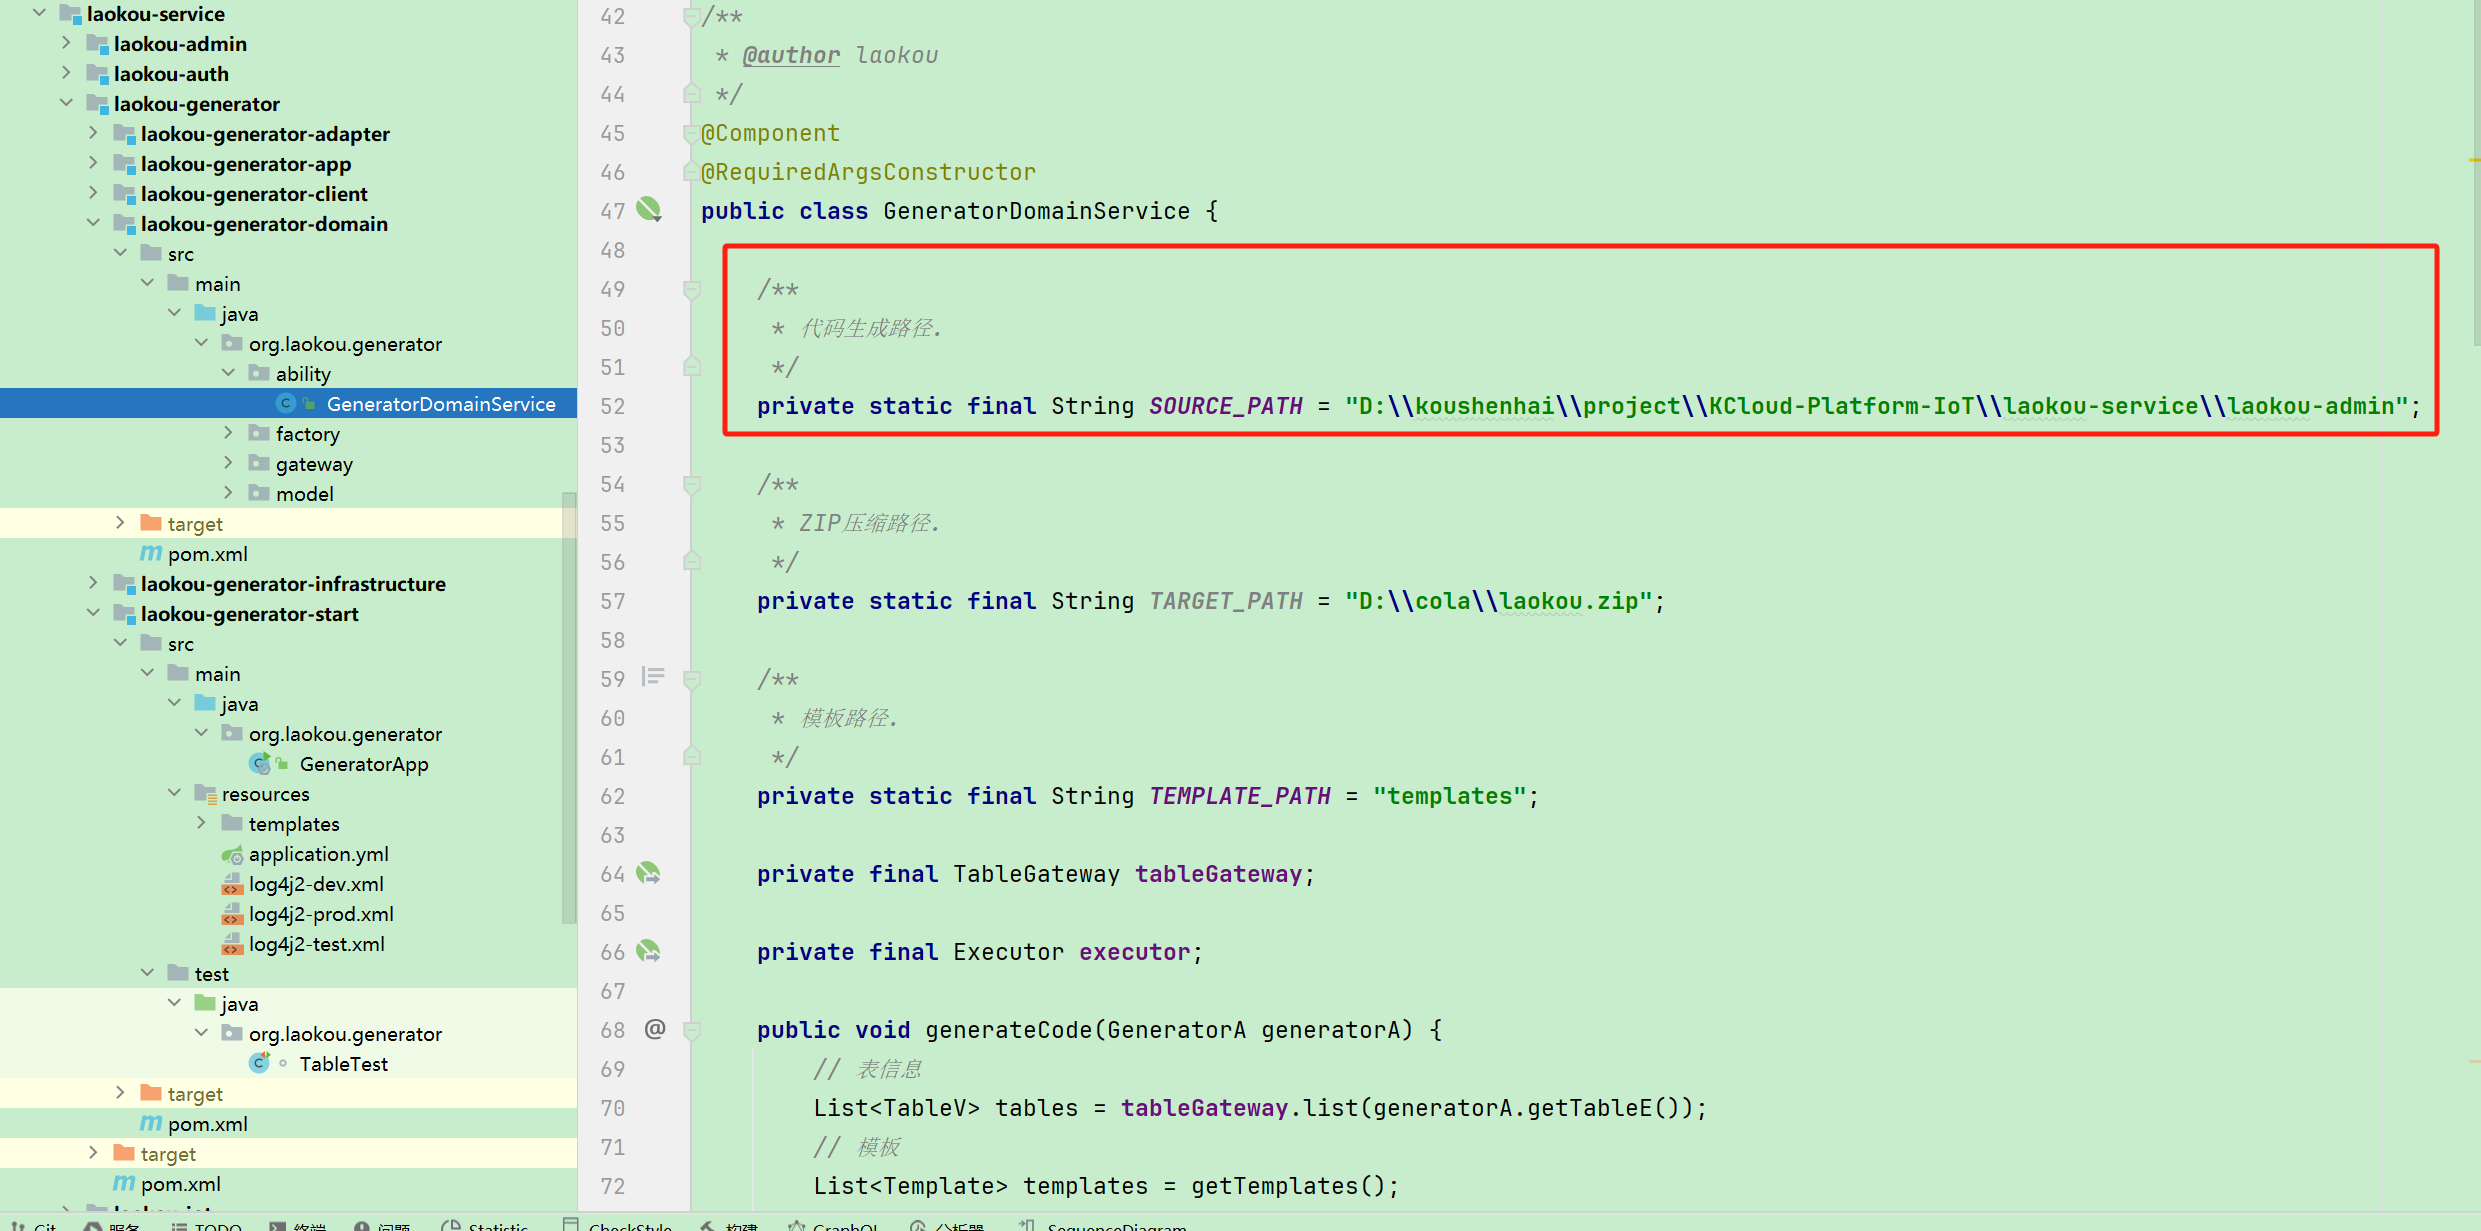 laokou-service
laokou-admin
laokou-auth
laokou-generator
laokou-generator-adapter
laokou-generator-app
laokou-generator-client
laokou-generator-domain
src
main
java
org.laokou.generator
ability
GeneratorDomainService
factory
gateway
model
target
pom.xml
laokou-generator-infrastructure
laokou-generator-start
src
main
java
org.laokou.generator
GeneratorApp
resources
templates
application.yml
log4j2-dev.xml
log4j2-prod.xml
log4j2-test.xml
test
java
org.laokou.generator
TableTest
target
pom.xml
target
pom.xml
42 /**
43 * @author laokou
44 */
45 @Component
46 @RequiredArgsConstructor
47 public class GeneratorDomainService {
48
49 /**
50 * 代码生成路径.
51 */
52 private static final String SOURCE_PATH = "D:\\koushenhai\\project\\KCloud-Platform-IoT\\laokou-service\\laokou-admin";
53
54 /**
55 * ZIP压缩路径.
56 */
57 private static final String TARGET_PATH = "D:\\cola\\laokou.zip";
58
59 /**
60 * 模板路径.
61 */
62 private static final String TEMPLATE_PATH = "templates";
63
64 private final TableGateway tableGateway;
65
66 private final Executor executor;
67
68 @ public void generateCode(GeneratorA generatorA) {
69 // 表信息
70 List<TableV> tables = tableGateway.list(generatorA.getTableE());
71 // 模板
72 List<Template> templates = getTemplates();
Git 服务 TODO 终端 问题 Statistic CheckStyle 构建 GraphQL 分析器 SequenceDiagram